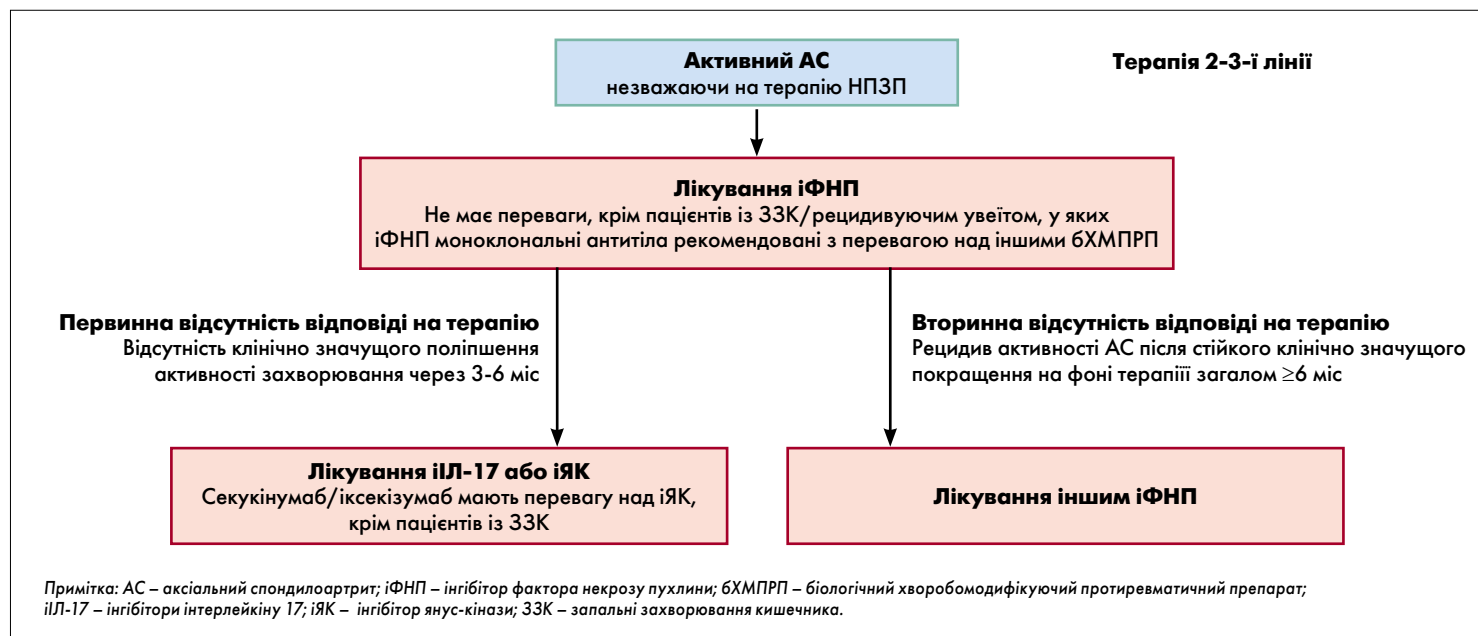 Активний АС
незважаючи на терапію НПЗП
Терапія 2-3-ї лінії
Лікування іФНП
Не має переваги, крім пацієнтів із ЗЗК/рецидивуючим увеїтом, у яких
іФНП моноклональні антитіла рекомендовані з перевагою над іншими бХМПРП
Первинна відсутність відповіді на терапію
Відсутність клінічно значущого поліпшення
активності захворювання через 3-6 міс
Вторинна відсутність відповіді на терапію
Рецидив активності АС після стійкого клінічно значущого
покращення на фоні терапіїї загалом ≥6 міс
Лікування іІЛ-17 або іЯК
Секукінумаб/іксекізумаб мають перевагу над іЯК,
крім пацієнтів із ЗЗК
Лікування іншим іФНП
Примітка: АС – аксіальний спондилоартрит; іФНП – інгібітор фактора некрозу пухлини; бХМПРП – біологічний хворобомодифікуючий протиревматичний препарат;
іІЛ-17 – інгібітори інтерлейкіну 17; іЯК – інгібітор янус-кінази; ЗЗК – запальні захворювання кишечника.